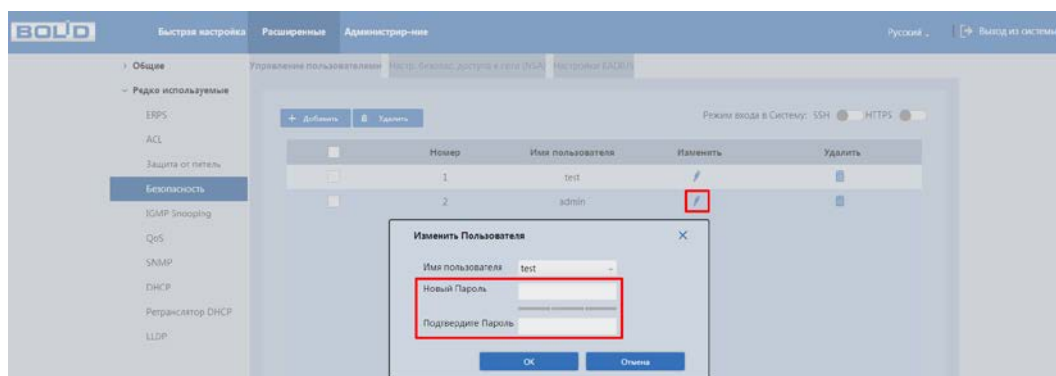 BOLID
Быстрая настройка Расширенные Администрир-ние Русский Выход из системы
Общие
Управление пользователями Настр. безопас. доступа к сети (NSA) Настройки RADIUS
Редко используемые
ERPS
+ Добавить Удалить Режим входа в Систему: SSH HTTPS
ACL
Номер Имя пользователя Изменить Удалить
Защита от петель
1 test
Безопасность
2 admin
IGMP Snooping
QoS
SNMP
DHCP
Ретранслятор DHCP
LLDP
Изменить Пользователя
Имя пользователя test
Новый Пароль
Подтвердите Пароль
OK Отмена